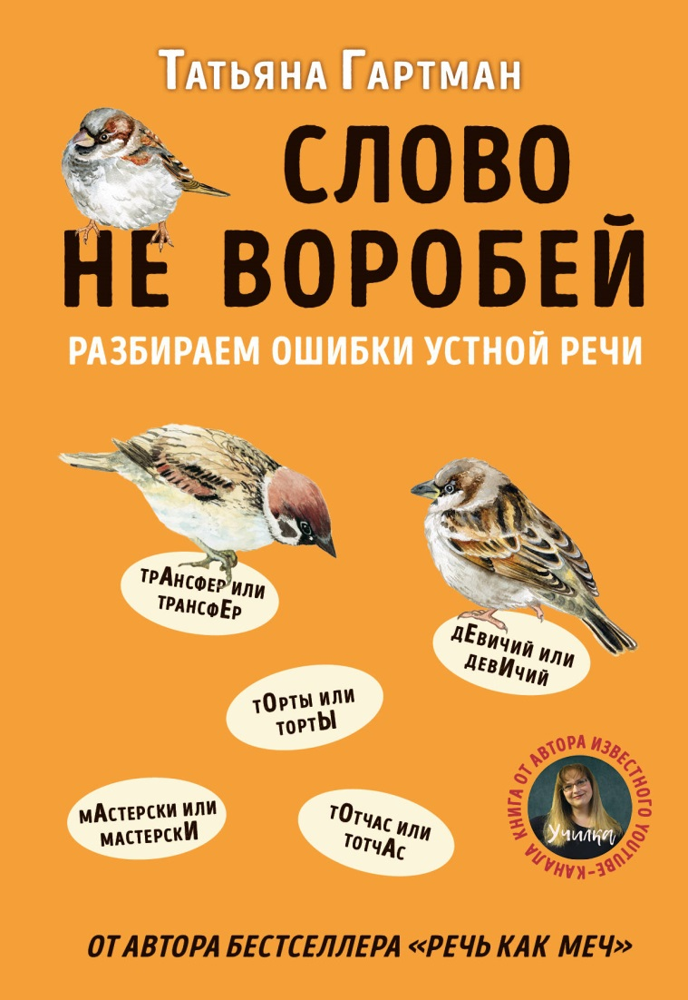 Татьяна Гартман
СЛОВО
НЕ ВОРОБЕЙ
РАЗБИРАЕМ ОШИБКИ УСТНОЙ РЕЧИ
трАнсфер или
трансфЕр
дЕвичий или
девИчий
тОрты или
тортЫ
мАстерски или
мастерскИ
тОтчас или
тотчАс
КНИГА ОТ АВТОРА ИЗВЕСТНОГО YOUTUBE-КАНАЛА
Училка
ОТ АВТОРА БЕСТСЕЛЛЕРА «РЕЧЬ КАК МЕЧ»